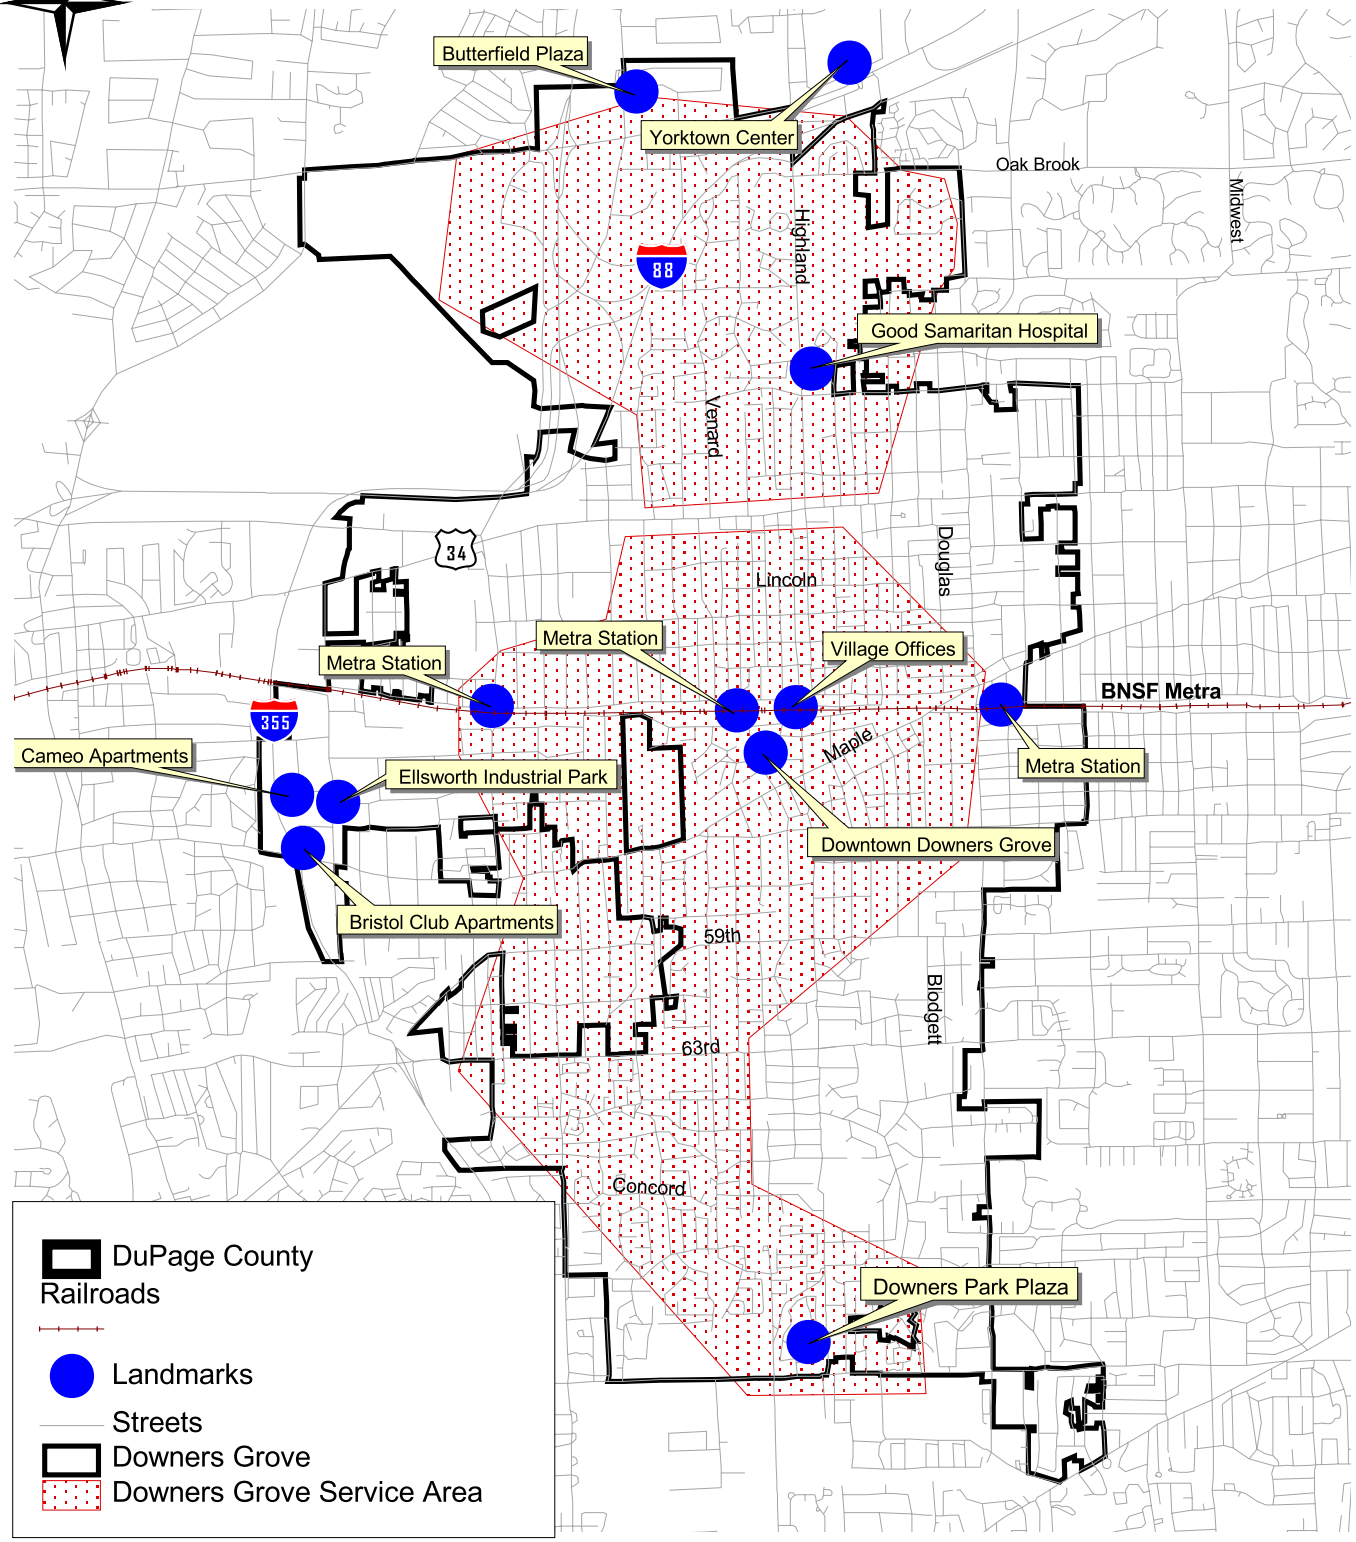 Butterfield Plaza
Yorktown Center
Oak Brook
Midwest
Highland
88
Good Samaritan Hospital
Venard
34
Douglas
Lincoln
Metra Station
Village Offices
Metra Station
BNSF Metra
355
Maple
Cameo Apartments
Ellsworth Industrial Park
Metra Station
Downtown Downers Grove
Bristol Club Apartments
59th
Blodgett
63rd
Concord
Downers Park Plaza
DuPage County
Railroads
Landmarks
Streets
Downers Grove
Downers Grove Service Area